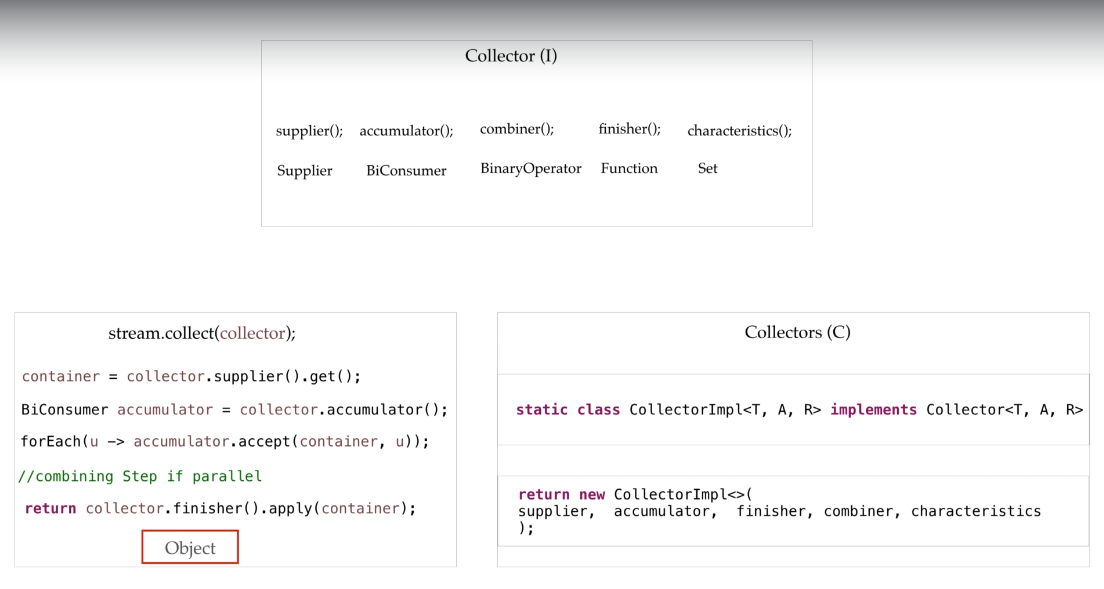 Collector (I)
supplier(); accumulator(); combiner(); finisher(); characteristics();
Supplier BiConsumer BinaryOperator Function Set
stream.collect(collector);
container = collector.supplier().get();
BiConsumer accumulator = collector.accumulator();
forEach(u -> accumulator.accept(container, u));
//combining Step if parallel
return collector.finisher().apply(container);
Object
Collectors (C)
static class CollectorImpl<T, A, R> implements Collector<T, A, R>
return new CollectorImpl<>(
supplier, accumulator, finisher, combiner, characteristics
);